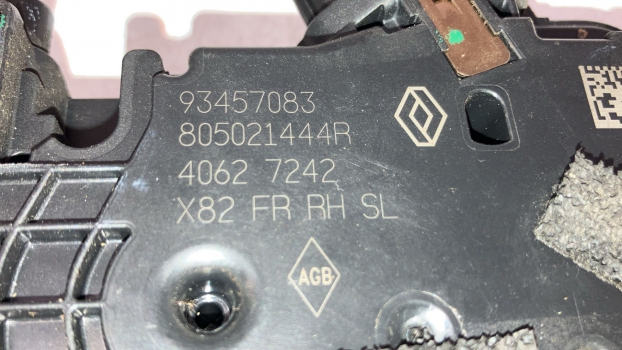 93457083
805021444R
4062 7242
X82 FR RH SL
AGB